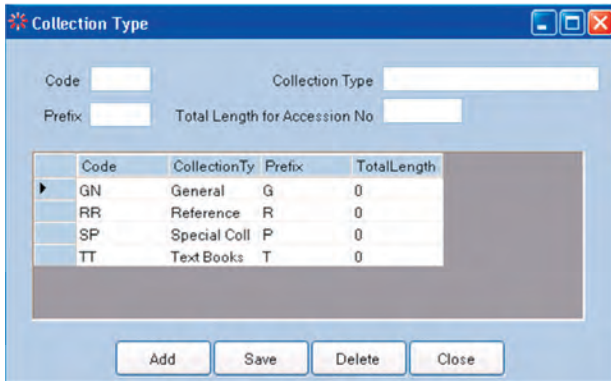 Collection Type
Code Collection Type
Prefix Total Length for Accession No
Code CollectionTy Prefix TotalLength
GN General G 0
RR Reference R 0
SP Special Coll P 0
TT Text Books T 0
Add Save Delete Close